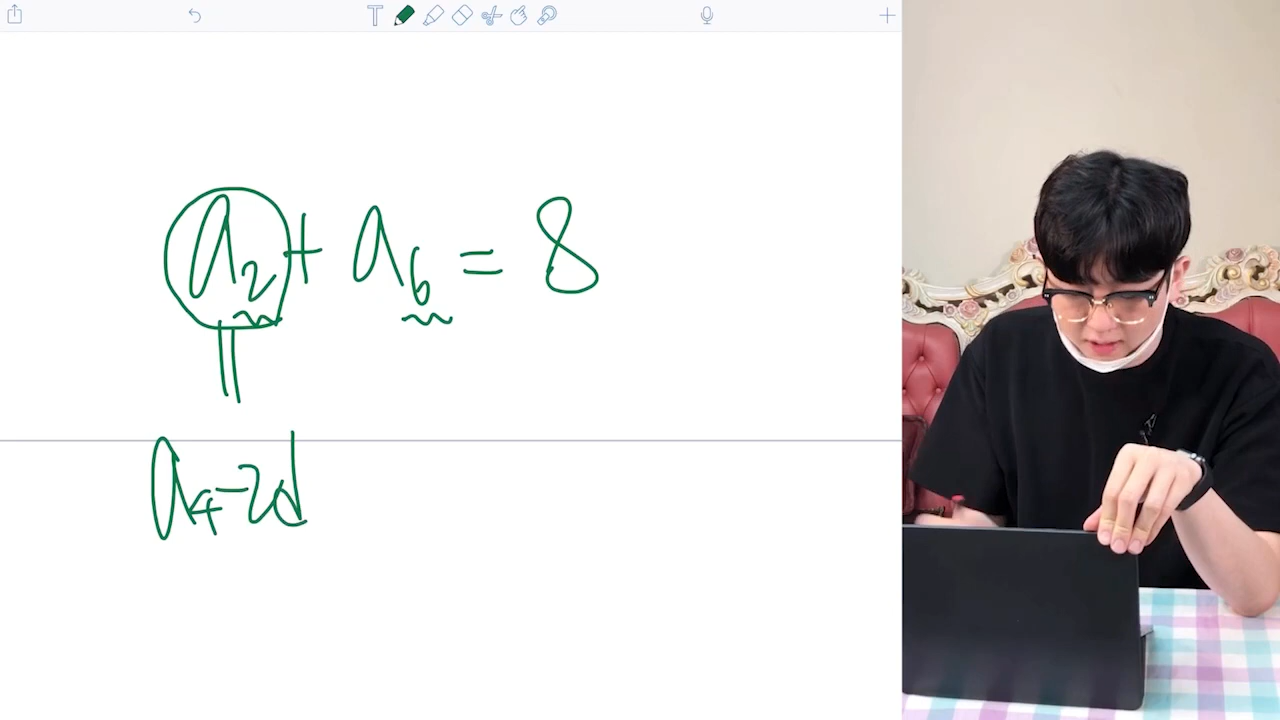 a₂ + a₆ = 8
||
a₄-2d